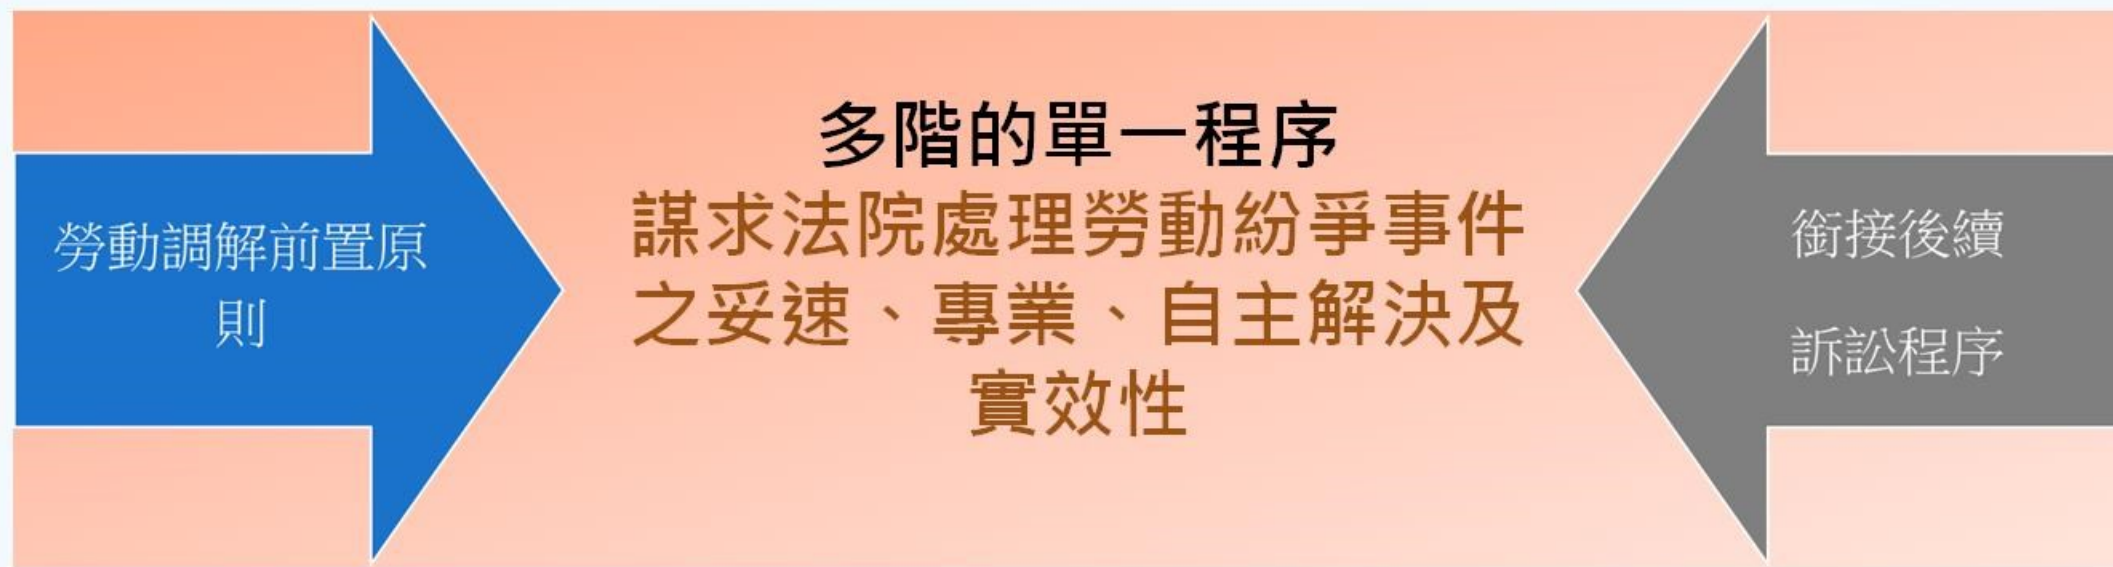 勞動調解前置原
則
多階的單一程序
謀求法院處理勞動紛爭事件
之妥速、專業、自主解決及
實效性
銜接後續
訴訟程序